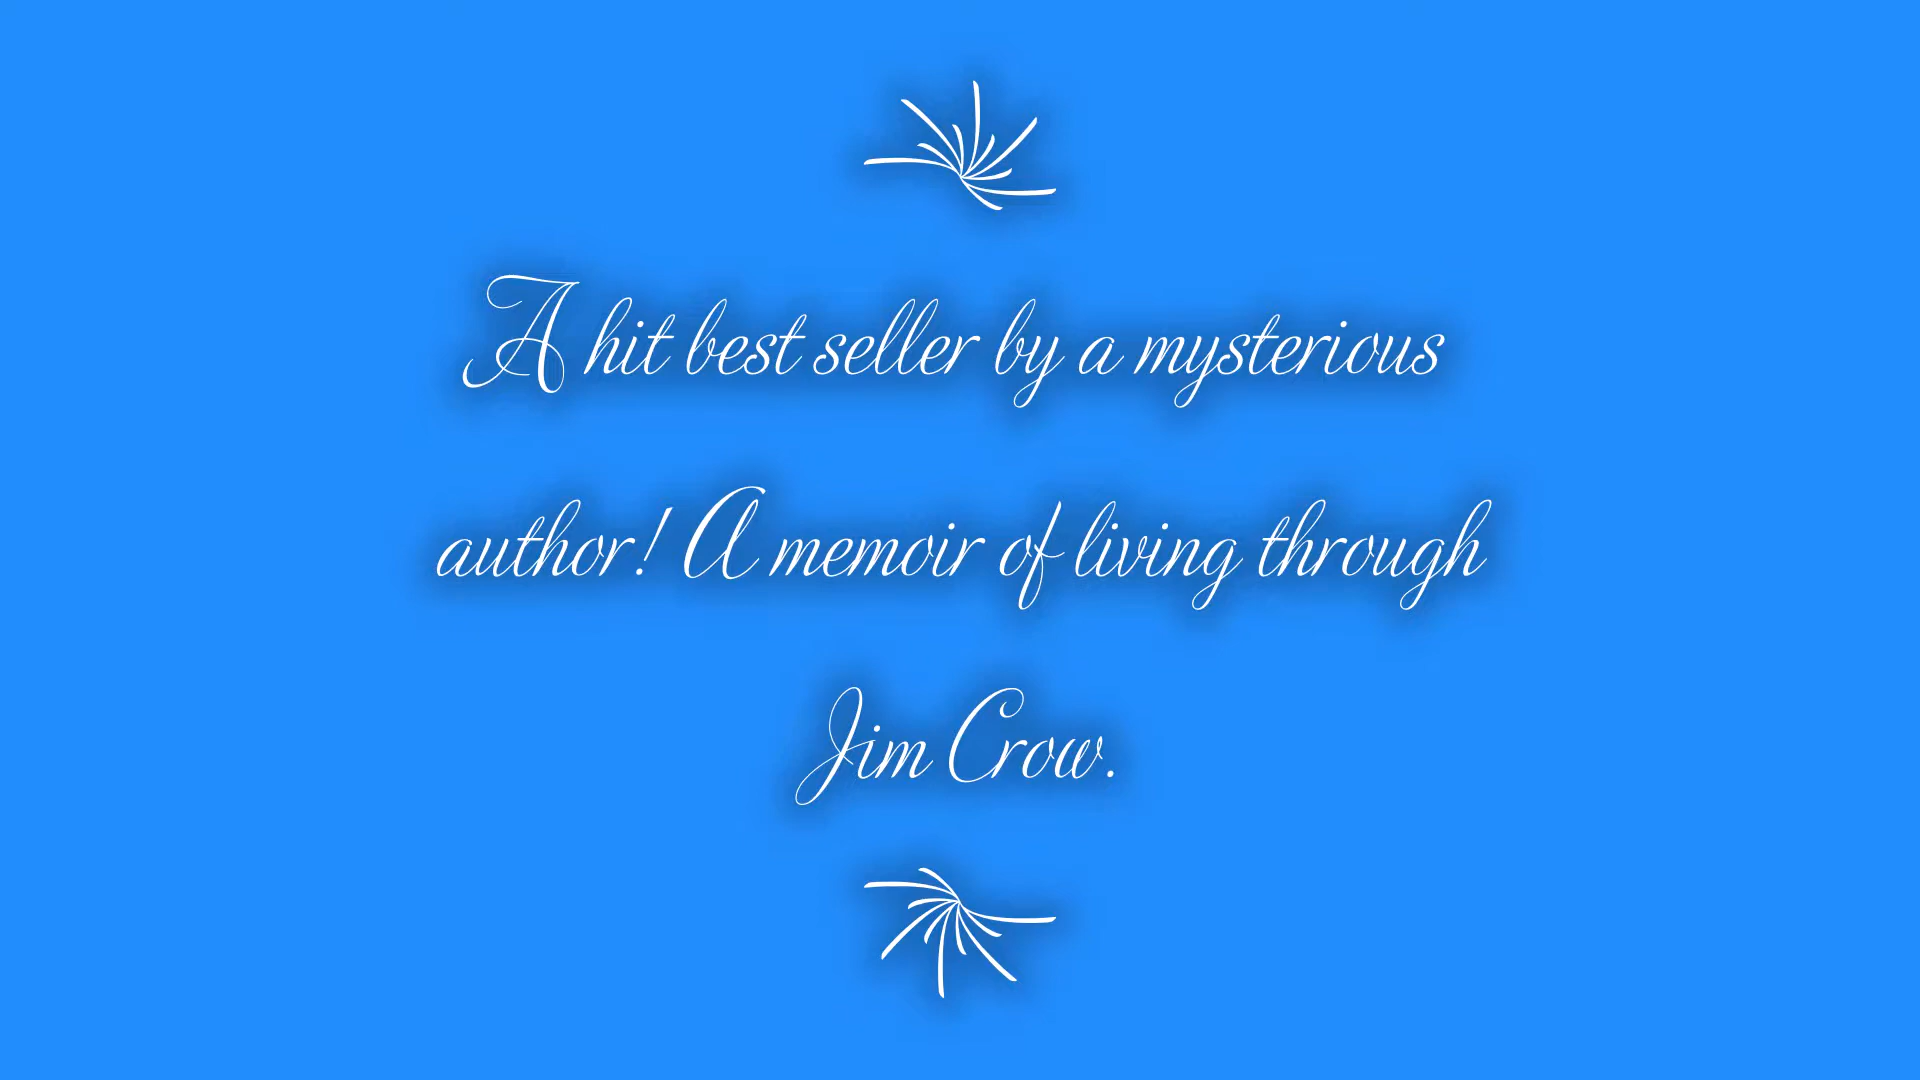 A hit best seller by a mysterious
author! A memoir of living through
Jim Crow.